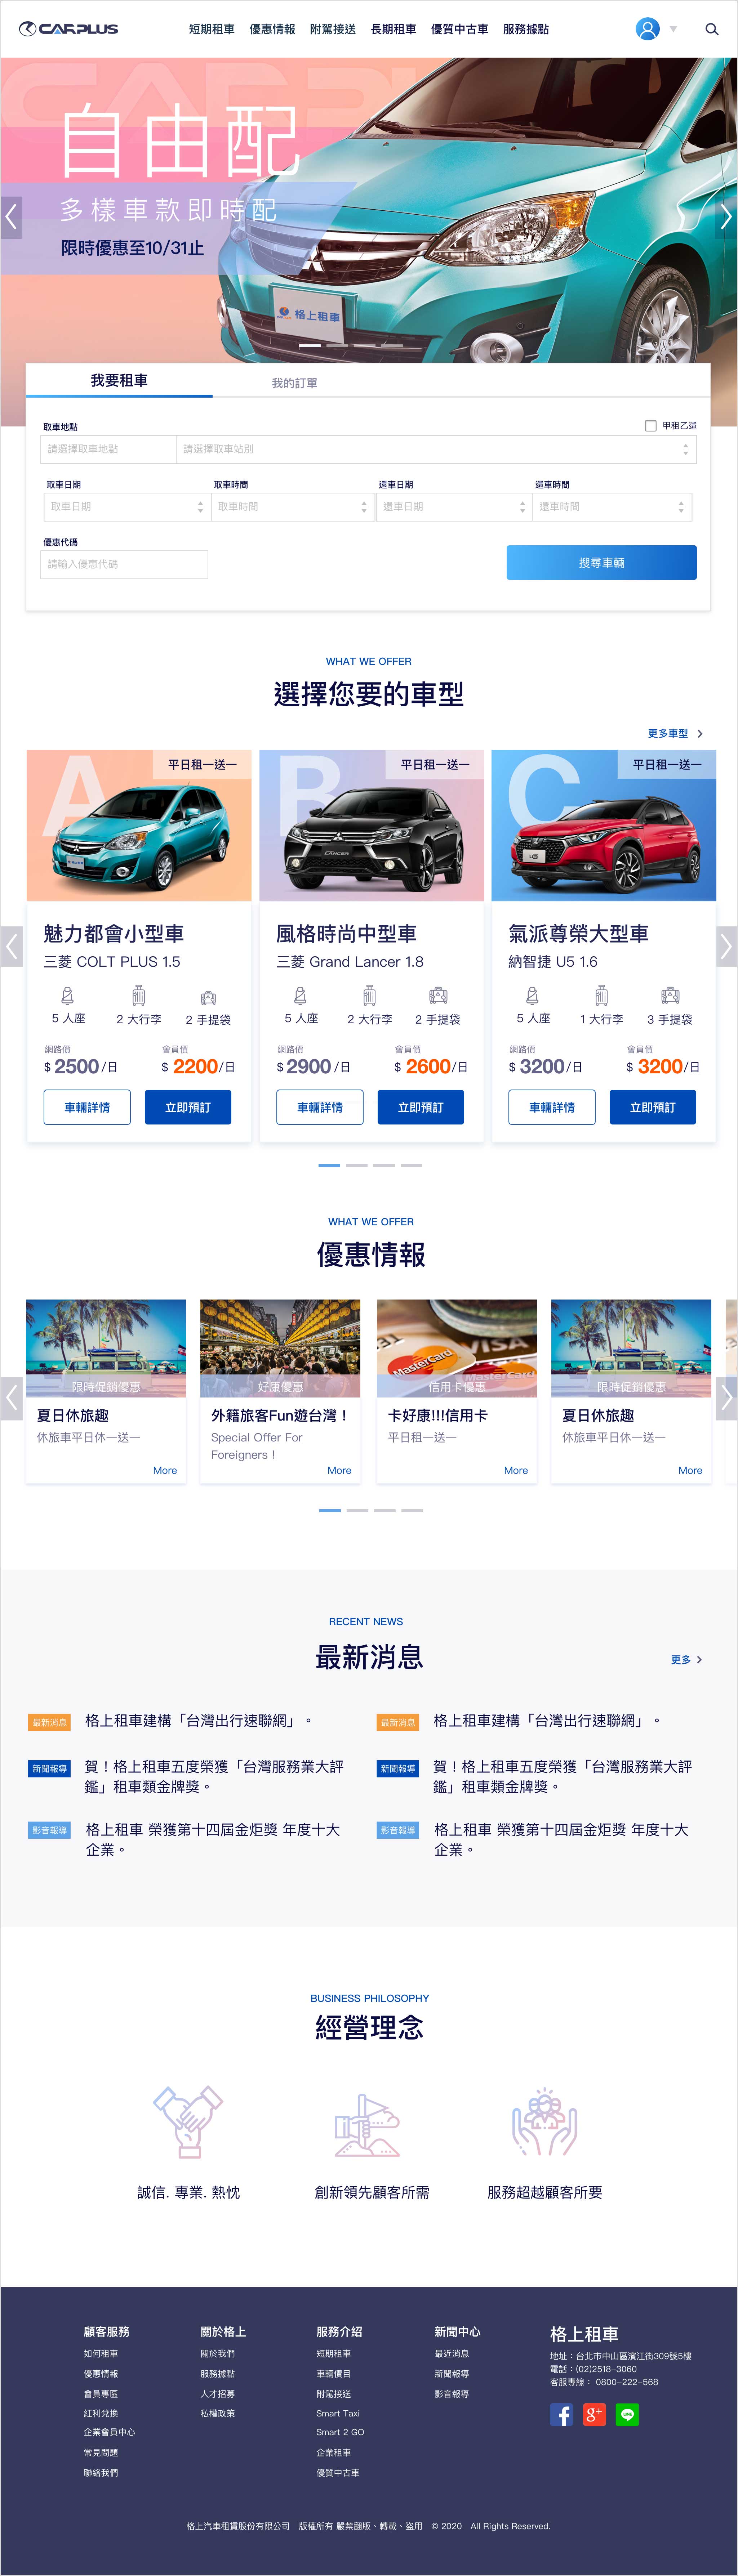 CARPLUS
短期租車 優惠情報 附駕接送 長期租車 優質中古車 服務據點
自由配
多樣車款即時配
限時優惠至10/31止
格上租車
我要租車 我的訂單
取車地點 甲租乙還
請選擇取車地點 請選擇取車站別
取車日期 取車時間 還車日期 還車時間
取車日期 取車時間 還車日期 還車時間
優惠代碼
請輸入優惠代碼 搜尋車輛
WHAT WE OFFER
選擇您要的車型
更多車型
A 平日租一送一
B 平日租一送一
C 平日租一送一
LANCER
U5
魅力都會小型車 風格時尚中型車 氣派尊榮大型車
三菱 COLT PLUS 1.5 三菱 Grand Lancer 1.8 納智捷 U5 1.6
5 人座 2 大行李 2 手提袋 5 人座 2 大行李 2 手提袋 5 人座 1 大行李 3 手提袋
網路價 會員價 網路價 會員價 網路價 會員價
$ 2500/日 $ 2200/日 $ 2900/日 $ 2600/日 $ 3200/日 $ 3200/日
車輛詳情 立即預訂 車輛詳情 立即預訂 車輛詳情 立即預訂
WHAT WE OFFER
優惠情報
MasterCard
MasterCard
限時促銷優惠 好康優惠 信用卡優惠 限時促銷優惠
夏日休旅趣 外籍旅客Fun遊台灣！ 卡好康!!!信用卡 夏日休旅趣
休旅車平日休一送一 Special Offer For 平日租一送一 休旅車平日休一送一
Foreigners！
More More More More
RECENT NEWS
最新消息
更多
最新消息 格上租車建構「台灣出行速聯網」。 最新消息 格上租車建構「台灣出行速聯網」。
新聞報導 賀！格上租車五度榮獲「台灣服務業大評 新聞報導 賀！格上租車五度榮獲「台灣服務業大評
鑑」租車類金牌獎。 鑑」租車類金牌獎。
影音報導 格上租車 榮獲第十四屆金炬獎 年度十大 影音報導 格上租車 榮獲第十四屆金炬獎 年度十大
企業。 企業。
BUSINESS PHILOSOPHY
經營理念
誠信. 專業. 熱忱 創新領先顧客所需 服務超越顧客所要
顧客服務 關於格上 服務介紹 新聞中心 格上租車
如何租車 關於我們 短期租車 最近消息 地址：台北市中山區濱江街309號5樓
優惠情報 服務據點 車輛價目 新聞報導 電話：(02)2518-3060
會員專區 人才招募 附駕接送 影音報導 客服專線： 0800-222-568
紅利兌換 私權政策 Smart Taxi
企業會員中心 Smart 2 GO
常見問題 企業租車
聯絡我們 優質中古車
f g+ LINE
格上汽車租賃股份有限公司 版權所有 嚴禁翻版、轉載、盜用 © 2020 All Rights Reserved.